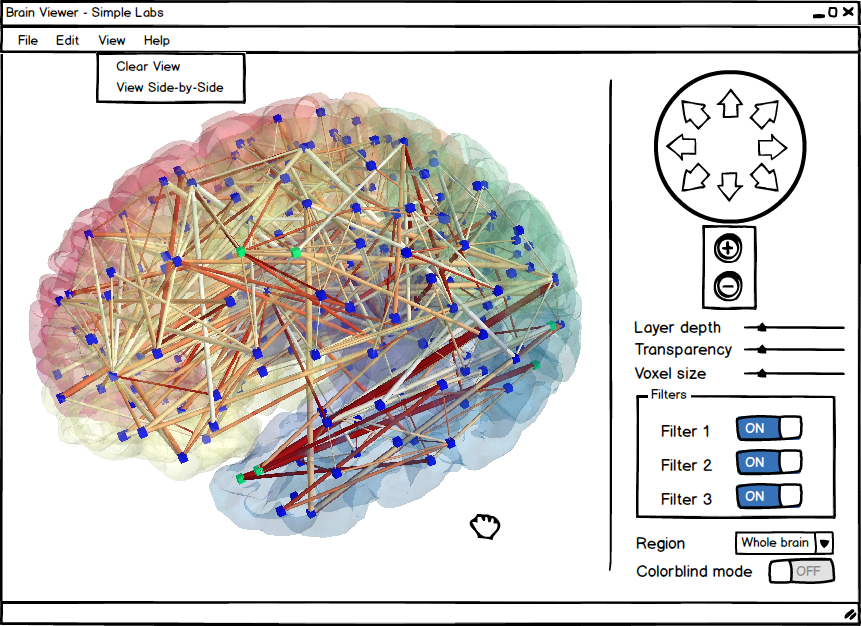 Brain Viewer - Simple Labs
File Edit View Help
Clear View
View Side-by-Side
Layer depth
Transparency
Voxel size
Filters
Filter 1 ON
Filter 2 ON
Filter 3 ON
Region Whole brain
Colorblind mode OFF